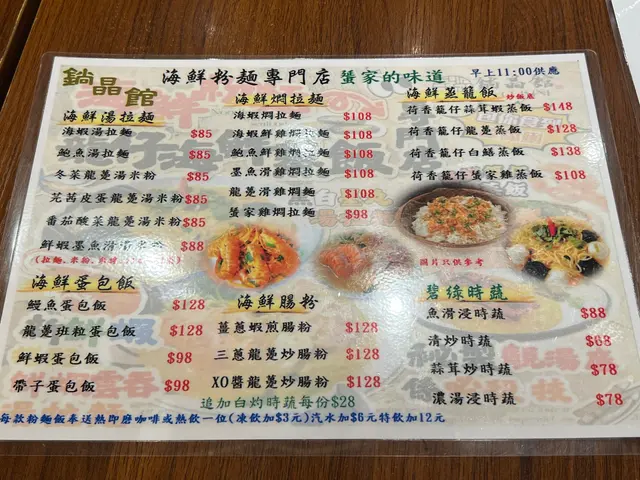 鍋晶館
海鮮粉麵專門店 蟹家的味道
早上11:00供應
海鮮湯拉麵
海蝦湯拉麵 $85
鮑魚湯拉麵 $85
冬菜龍躉湯米粉 $85
芫茜皮蛋龍躉湯米粉 $85
番茄酸菜龍躉湯米粉 $85
鮮蝦墨魚滑 $88
海鮮燜拉麵
海蝦燜拉麵 $108
海蝦鮮雞燜拉麵 $108
鮑魚鮮雞燜拉麵 $108
墨魚滑雞燜拉麵 $108
龍躉滑雞燜拉麵 $108
蟹家雞燜拉麵 $98
海鮮蒸籠飯 炒飯底
荷香籠仔蒜茸蝦蒸飯 $148
荷香籠仔龍躉蒸飯 $128
荷香籠仔白鱔蒸飯 $138
荷香籠仔蟹家雞蒸飯 $108
圖片只供參考
海鮮蛋包飯
鰻魚蛋包飯 $128
龍躉班粒蛋包飯 $128
鮮蝦蛋包飯 $98
帶子蛋包飯 $98
海鮮腸粉
薑蔥蝦煎腸粉 $128
三蔥龍躉炒腸粉 $128
XO醬龍躉炒腸粉 $128
追加白灼時蔬每份$28
碧綠時蔬
魚滑浸時蔬 $88
清炒時蔬 $68
蒜茸炒時蔬 $78
濃湯浸時蔬 $78
每款粉麵飯奉送熱即磨咖啡或熱飲一位(凍飲加$3元)汽水加$6元特飲加12元